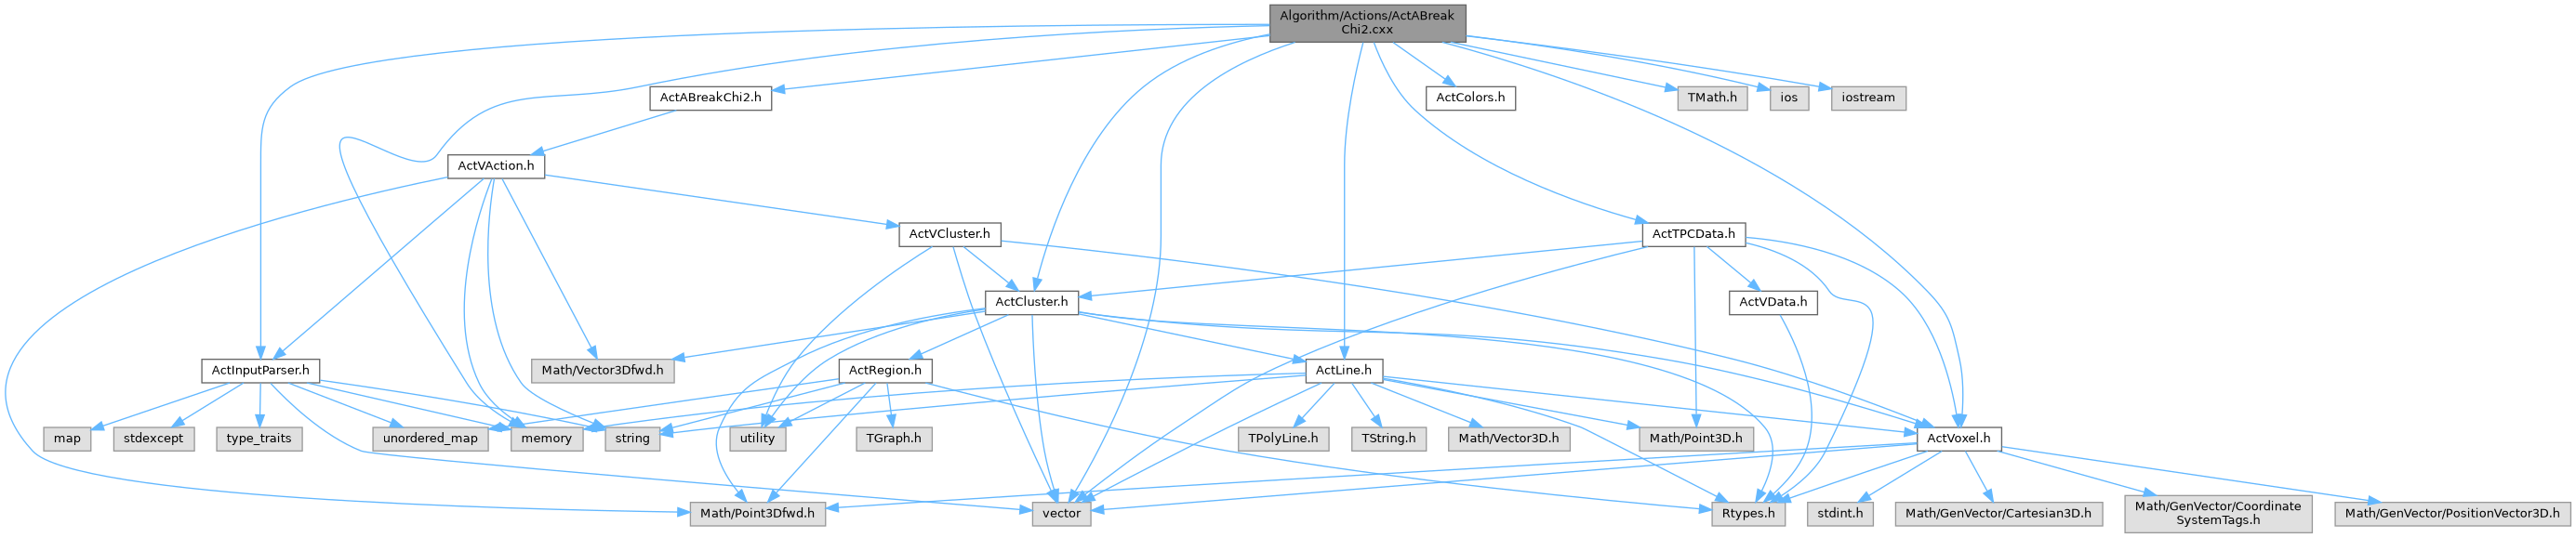 Algorithm/Actions/ActABreak
Chi2.cxx
ActABreakChi2.h
ActColors.h
TMath.h
ios
iostream
ActVAction.h
ActVCluster.h
ActTPCData.h
ActCluster.h
ActVData.h
ActInputParser.h
Math/Vector3Dfwd.h
ActRegion.h
ActLine.h
map
stdexcept
type_traits
unordered_map
memory
string
utility
TGraph.h
TPolyLine.h
TString.h
Math/Vector3D.h
Math/Point3D.h
ActVoxel.h
Math/Point3Dfwd.h
vector
Rtypes.h
stdint.h
Math/GenVector/Cartesian3D.h
Math/GenVector/Coordinate
SystemTags.h
Math/GenVector/PositionVector3D.h